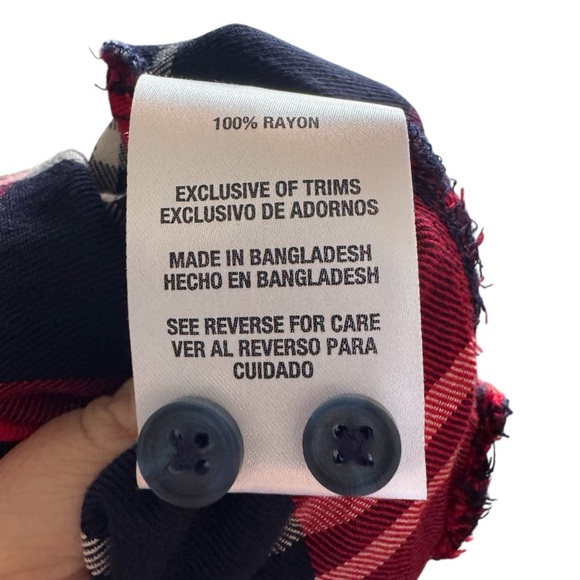 100% RAYON
EXCLUSIVE OF TRIMS
EXCLUSIVO DE ADORNOS
MADE IN BANGLADESH
HECHO EN BANGLADESH
SEE REVERSE FOR CARE
VER AL REVERSO PARA
CUIDADO